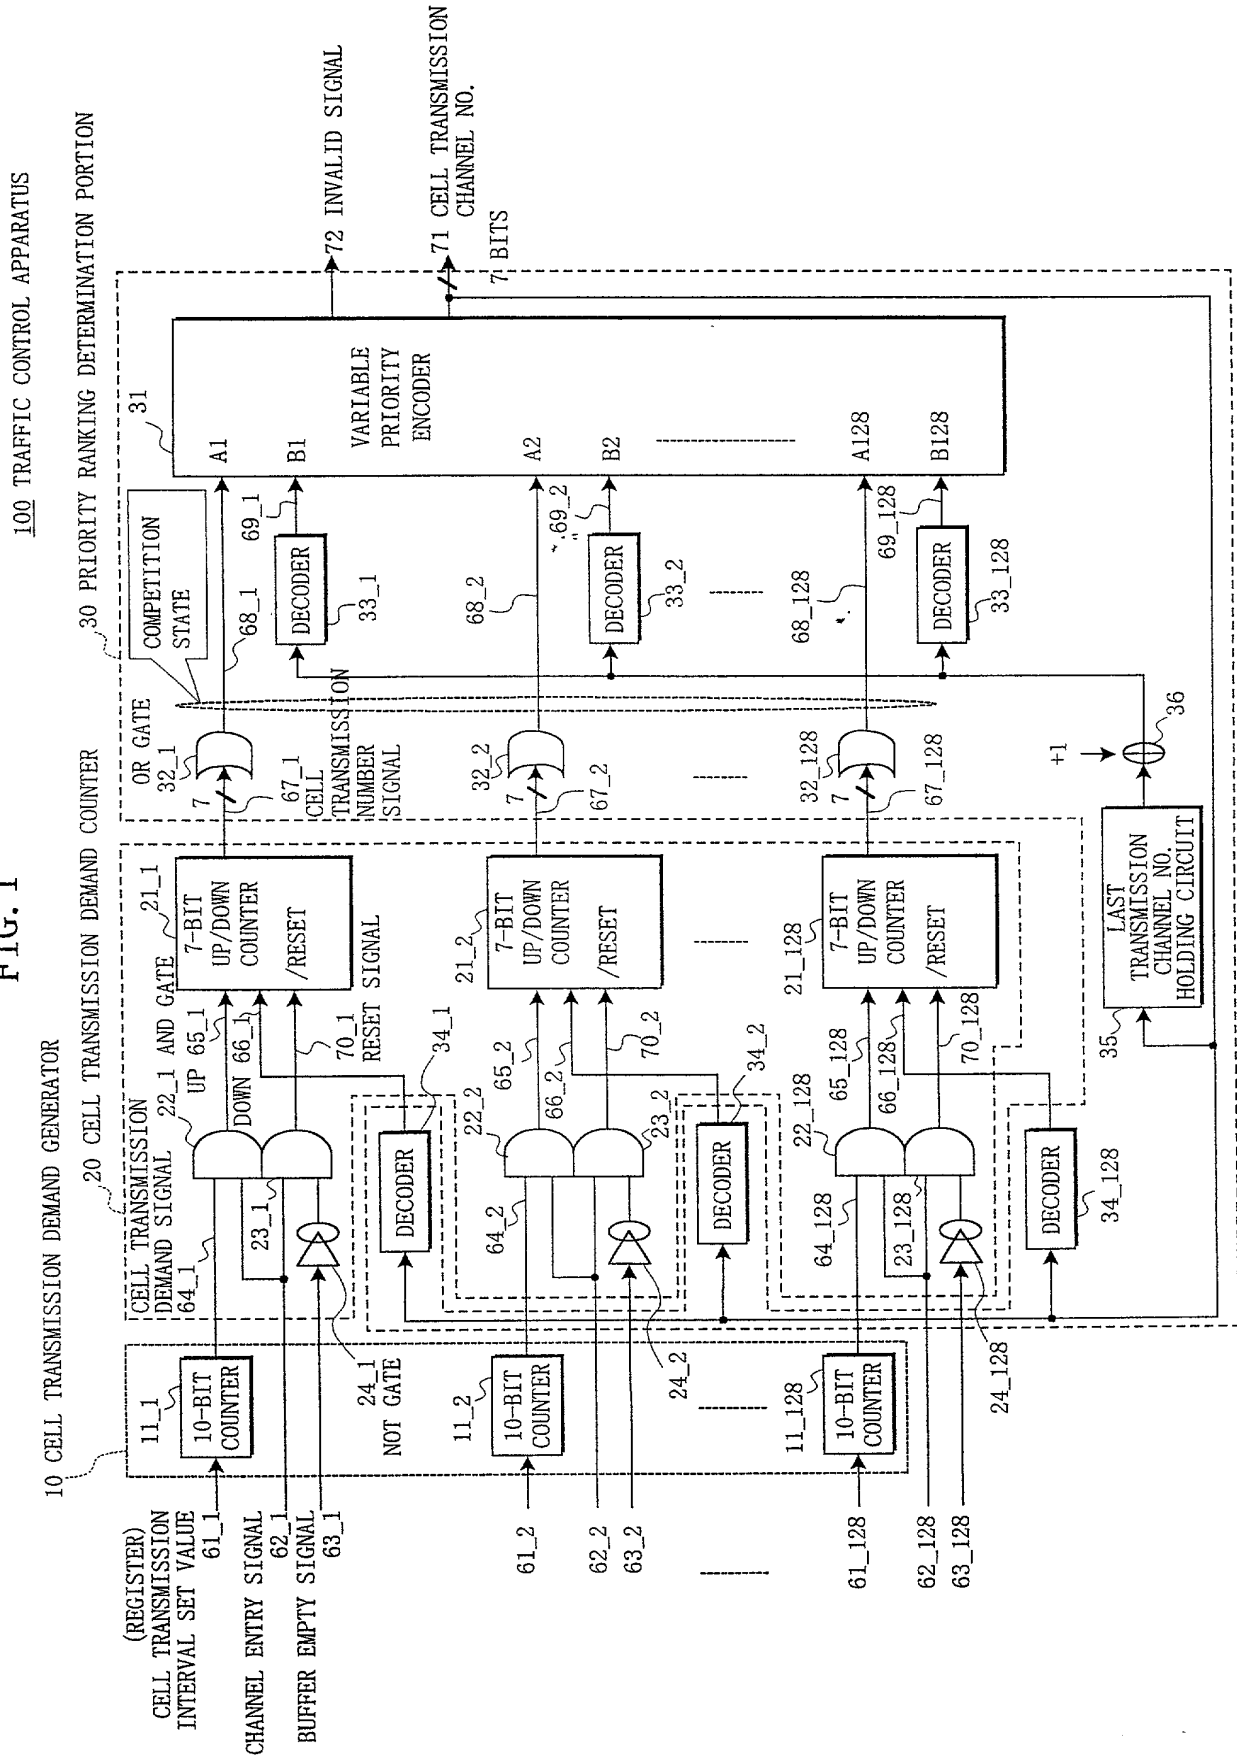 FIG. 1
100 TRAFFIC CONTROL APPARATUS
10 CELL TRANSMISSION DEMAND GENERATOR
20 CELL TRANSMISSION DEMAND COUNTER
30 PRIORITY RANKING DETERMINATION PORTION
(REGISTER)
CELL TRANSMISSION
INTERVAL SET VALUE
61_1
CHANNEL ENTRY SIGNAL
62_1
BUFFER EMPTY SIGNAL
63_1
11_1
10-BIT
COUNTER
CELL TRANSMISSION
DEMAND SIGNAL
64_1
22_1 AND GATE
23_1
24_1
NOT GATE
UP 65_1
DOWN 66_1
70_1
RESET SIGNAL
21_1
7-BIT
UP/DOWN
COUNTER
/RESET
DECODER
34_1
OR GATE
32_1
7
67_1
CELL
TRANSMISSION
NUMBER
SIGNAL
COMPETITION
STATE
68_1
DECODER
33_1
69_1
31
A1
B1
VARIABLE
PRIORITY
ENCODER
A2
B2
A128
B128
72 INVALID SIGNAL
71 CELL TRANSMISSION
CHANNEL NO.
7 BITS
61_2
62_2
63_2
11_2
10-BIT
COUNTER
64_2
22_2
23_2
24_2
65_2
66_2
70_2
21_2
7-BIT
UP/DOWN
COUNTER
/RESET
DECODER
34_2
32_2
7
67_2
68_2
DECODER
33_2
69_2
61_128
62_128
63_128
11_128
10-BIT
COUNTER
64_128
22_128
23_128
24_128
65_128
66_128
70_128
21_128
7-BIT
UP/DOWN
COUNTER
/RESET
DECODER
34_128
32_128
7
67_128
68_128
DECODER
33_128
69_128
35
LAST
TRANSMISSION
CHANNEL NO.
HOLDING CIRCUIT
+1
36